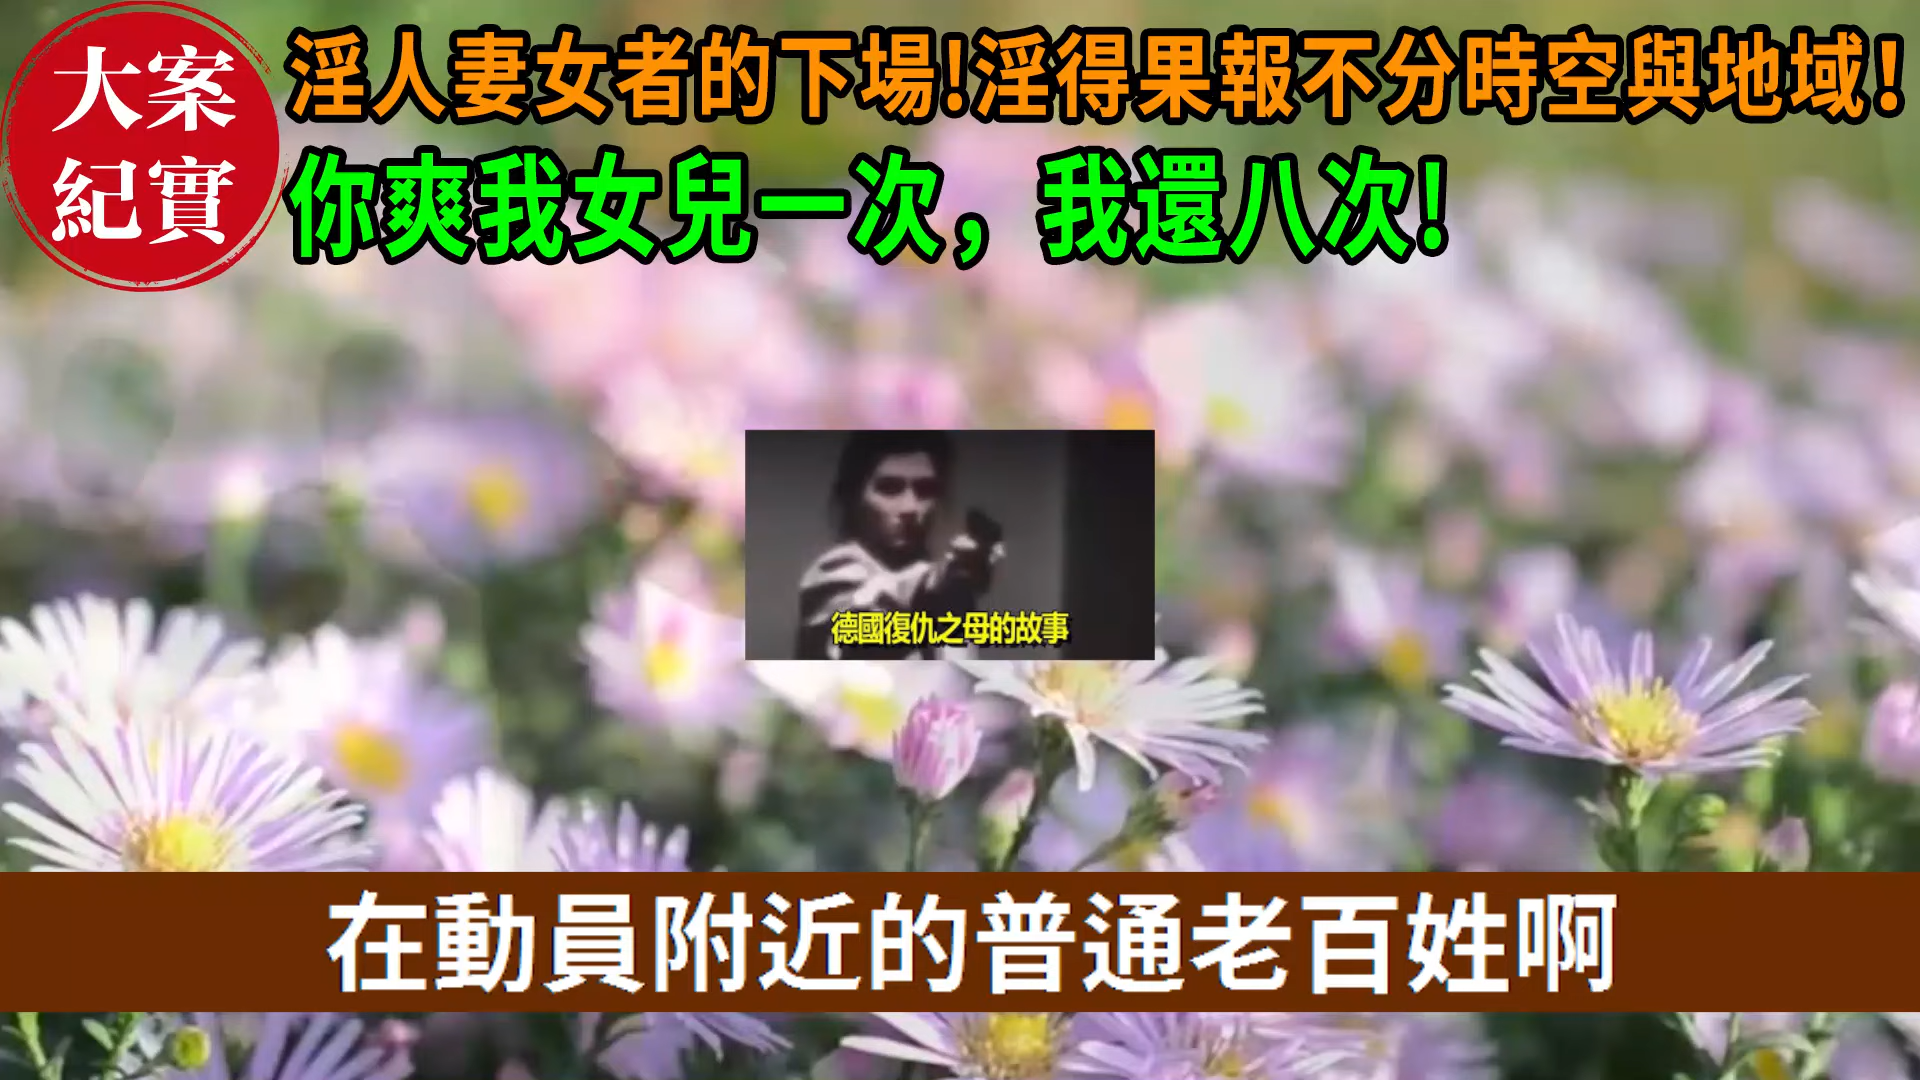 大案
紀實
淫人妻女者的下場!淫得果報不分時空與地域!
你爽我女兒一次，我還八次!
德國復仇之母的故事
在動員附近的普通老百姓啊